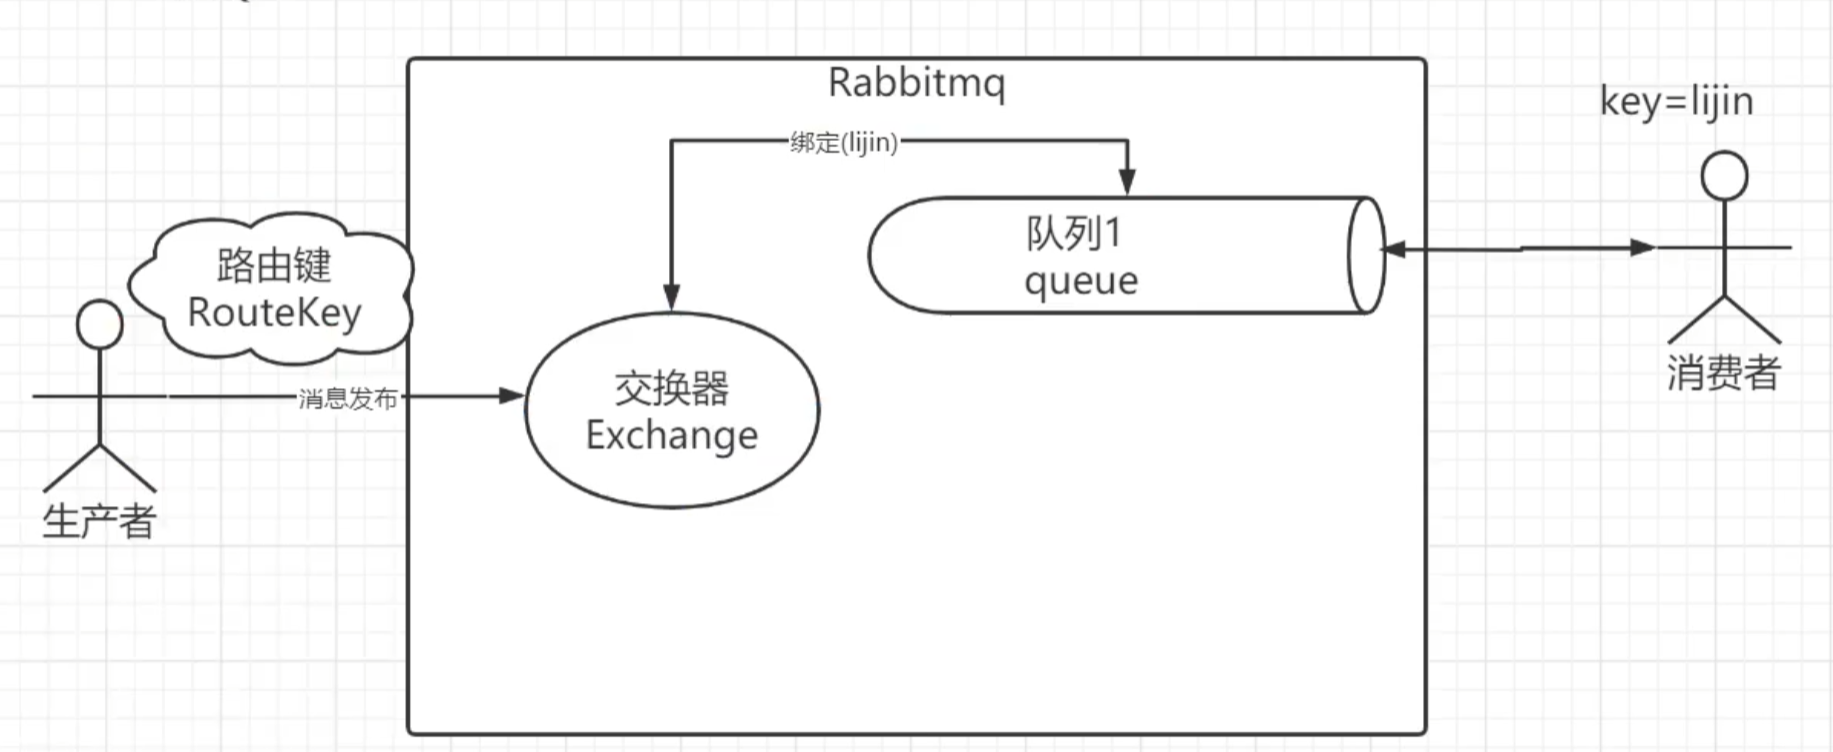 Rabbitmq
key=lijin
绑定(lijin)
路由键
RouteKey
队列1
queue
消息发布
交换器
Exchange
消费者
生产者